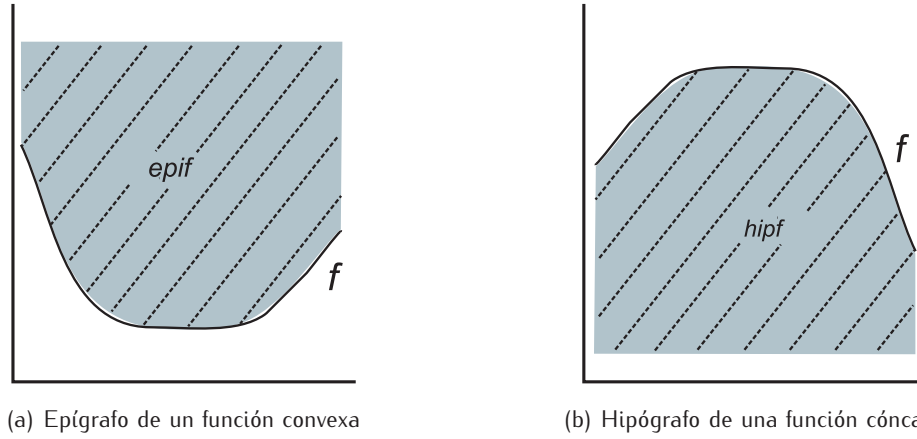 epif
f
hipf
f
(a) Epígrafo de un función convexa
(b) Hipógrafo de una función cónca